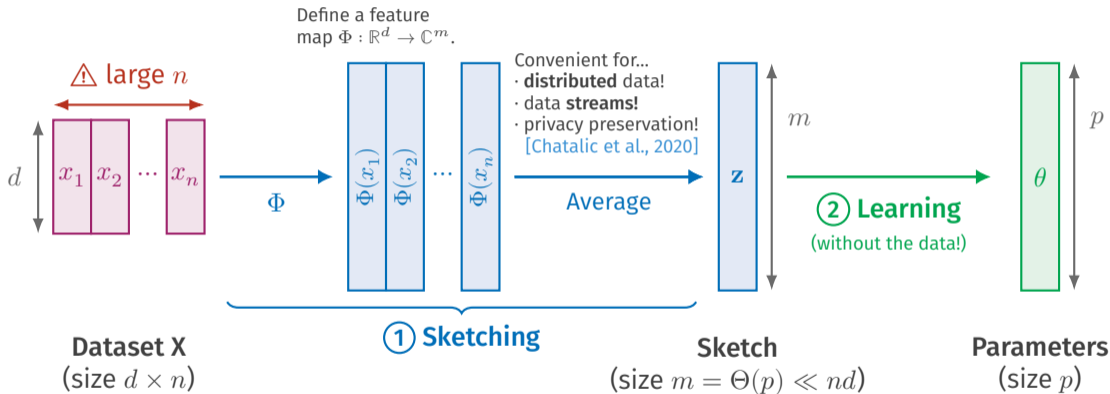 Define a feature
map Φ : ℝ^d → ℂ^m.
⚠ large n
Convenient for...
· distributed data!
· data streams!
· privacy preservation!
[Chatalic et al., 2020]
d
x_1 x_2 ... x_n
Φ
Φ(x_1) Φ(x_2) ... Φ(x_n)
Average
z
m
② Learning
(without the data!)
θ
p
① Sketching
Dataset X
(size d × n)
Sketch
(size m = Θ(p) ≪ nd)
Parameters
(size p)